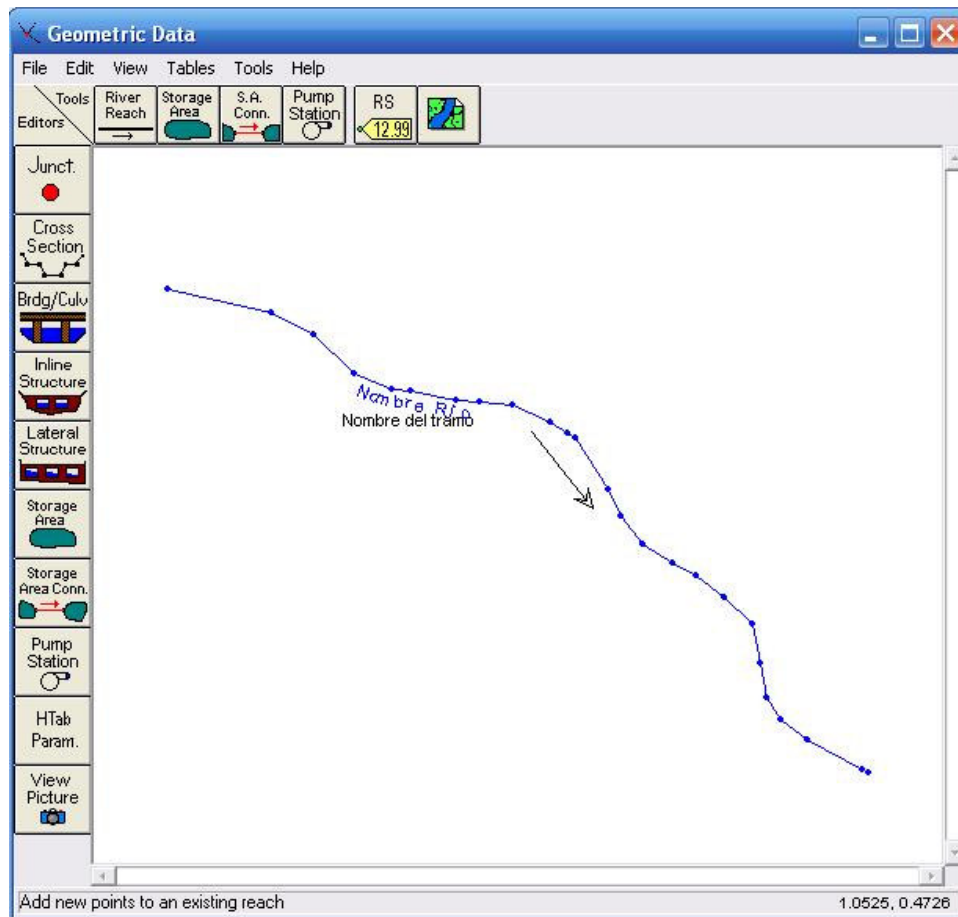 Geometric Data
File Edit View Tables Tools Help
Tools
Editors
River
Reach
Storage
Area
S.A.
Conn.
Pump
Station
RS
12.99
Junct.
Cross
Section
Brdg/Culv
Inline
Structure
Lateral
Structure
Storage
Area
Storage
Area Conn.
Pump
Station
HTab
Param.
View
Picture
Nombre Río
Nombre del tramo
Add new points to an existing reach
1.0525, 0.4726